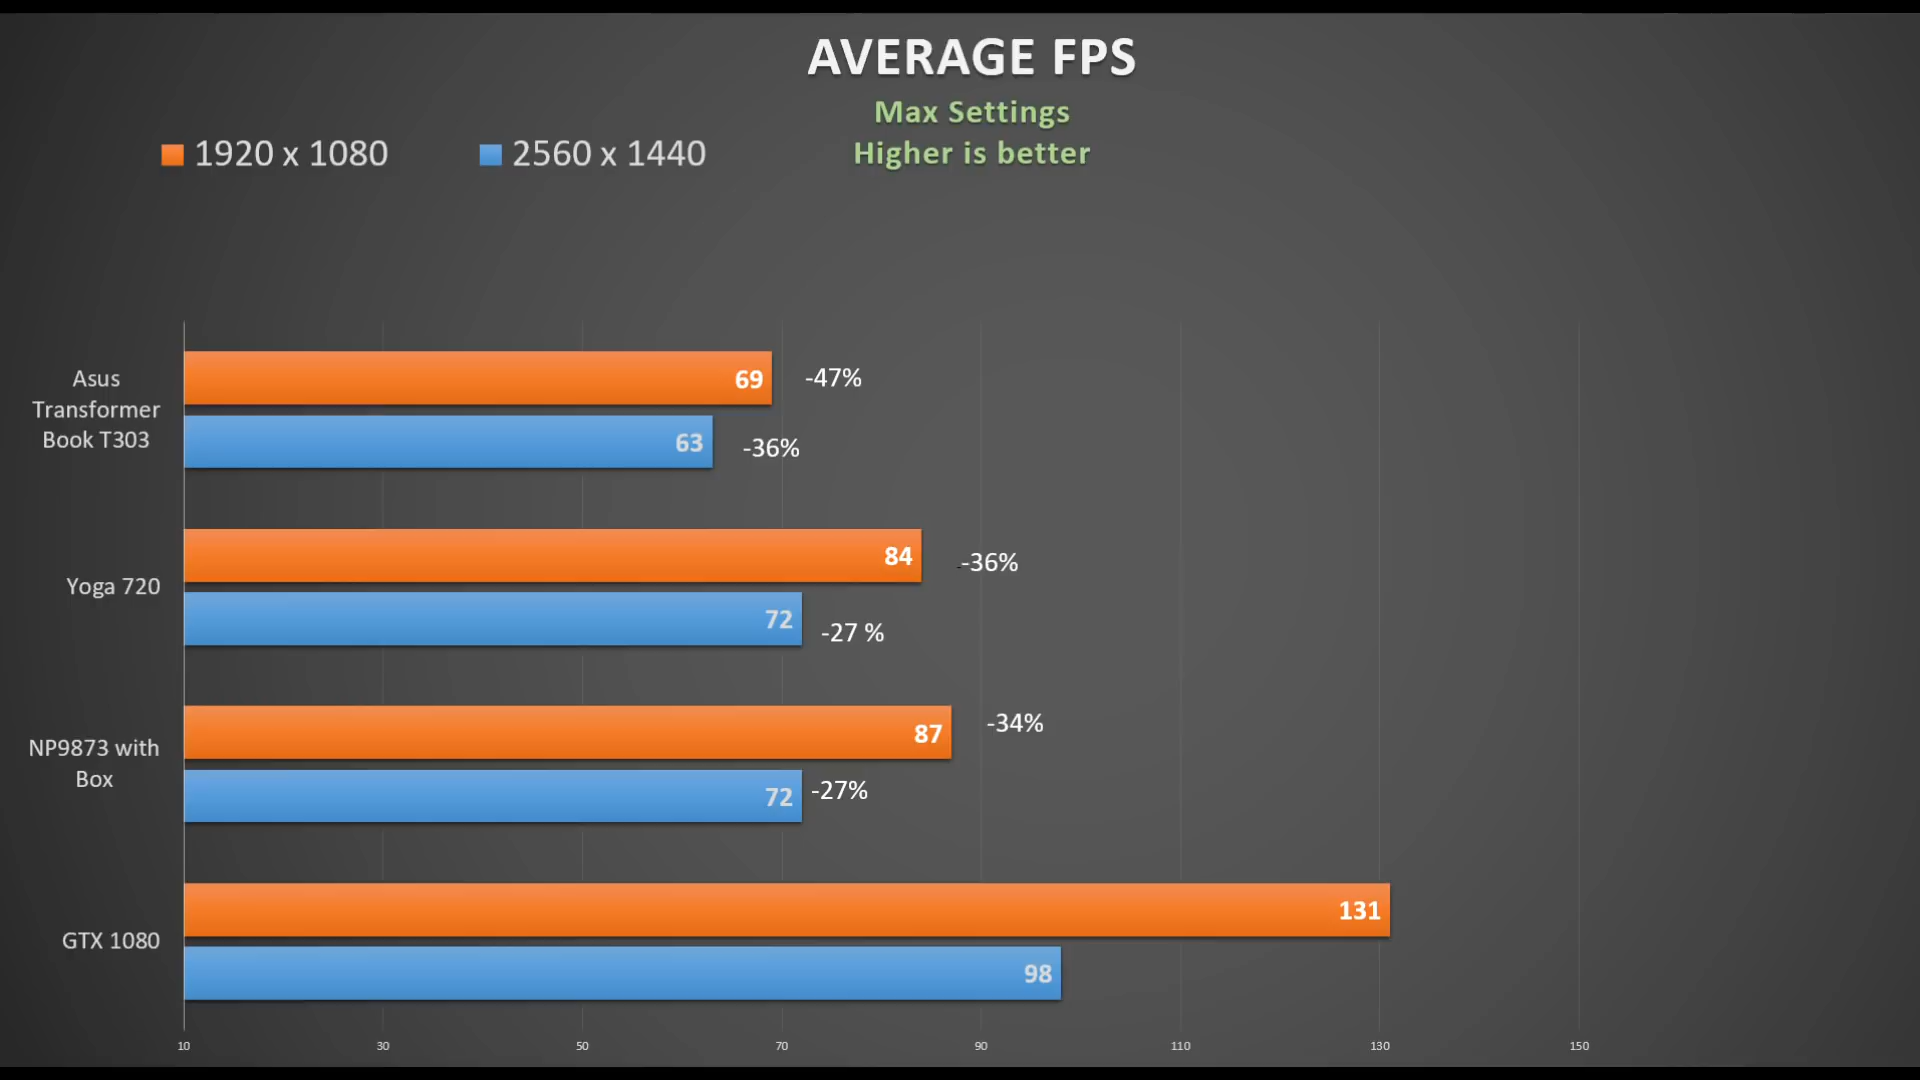 AVERAGE FPS
Max Settings
Higher is better
1920 x 1080
2560 x 1440
Asus
Transformer
Book T303
69
-47%
63
-36%
Yoga 720
84
-36%
72
-27 %
NP9873 with
Box
87
-34%
72
-27%
GTX 1080
131
98
10
30
50
70
90
110
130
150